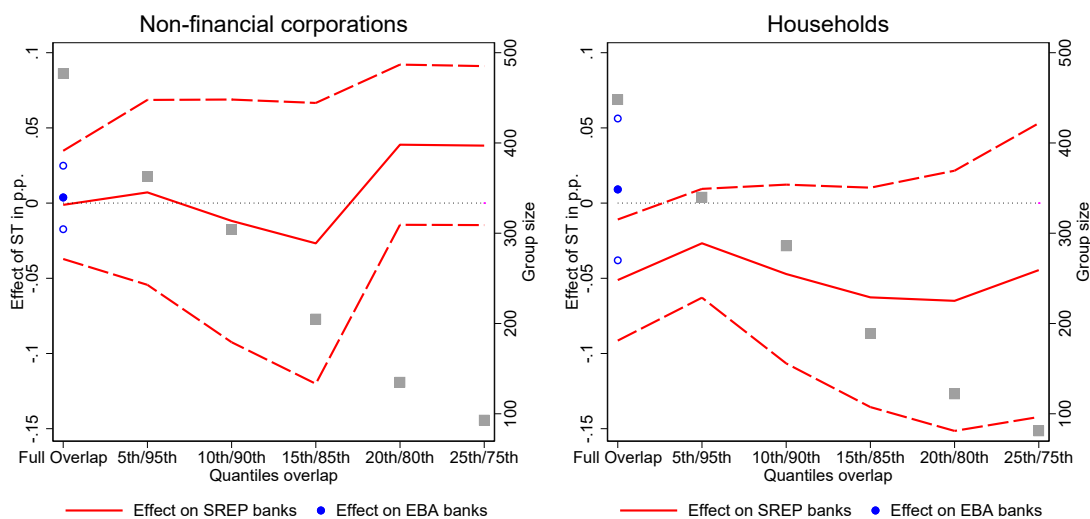 Non-financial corporations
Effect of ST in p.p.
.1
.05
0
-.05
-.1
-.15
500
400
300
200
100
Group size
Full Overlap 5th/95th 10th/90th 15th/85th 20th/80th 25th/75th
Quantiles overlap
Effect on SREP banks Effect on EBA banks
Households
Effect of ST in p.p.
.1
.05
0
-.05
-.1
-.15
500
400
300
200
100
Group size
Full Overlap 5th/95th 10th/90th 15th/85th 20th/80th 25th/75th
Quantiles overlap
Effect on SREP banks Effect on EBA banks